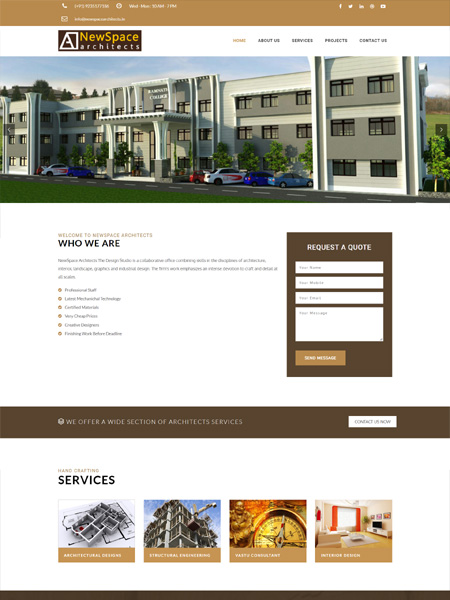 Wed - Mon: 10 AM - 7 PM
info@newspacearchitects.in
NewSpace
architects
HOME ABOUT US SERVICES PROJECTS CONTACT US
COLLEGE
WELCOME TO NEWSPACE ARCHITECTS
WHO WE ARE
NewSpace Architects The Design Studio is a collaborative office combining skills in the disciplines of architecture,
interior, landscape, graphics and industrial design. The firm's work emphasizes an intense devotion to craft and detail at
all scales.
Professional Staff
Latest Mechanichal Technology
Certified Materials
Very Cheap Prices
Creative Designers
Finishing Work Before Deadline
REQUEST A QUOTE
Your Name
Your Mobile
Your Email
Your Message
SEND MESSAGE
WE OFFER A WIDE SECTION OF ARCHITECTS SERVICES
CONTACT US NOW
HAND CRAFTING
SERVICES
ARCHITECTURAL DESIGNS
STRUCTURAL ENGINEERING
VASTU CONSULTANT
INTERIOR DESIGN